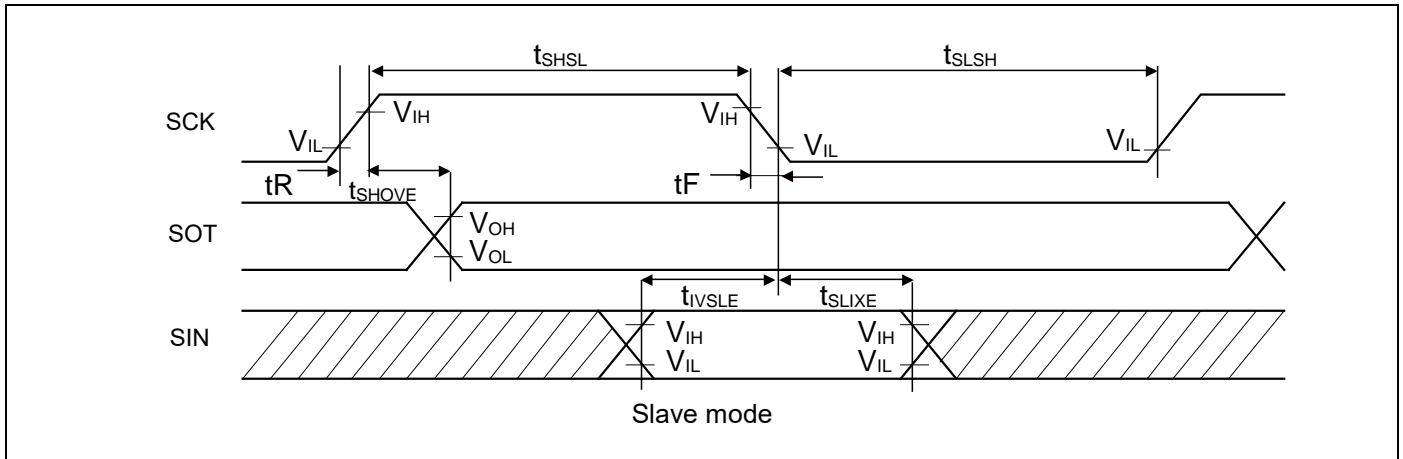 tSHSL
tSLSH
SCK
VIH
VIH
VIL
VIL
VIL
tR
tSHOVE
tF
SOT
VOH
VOL
tIVSLE
tSLIXE
SIN
VIH
VIH
VIL
VIL
Slave mode